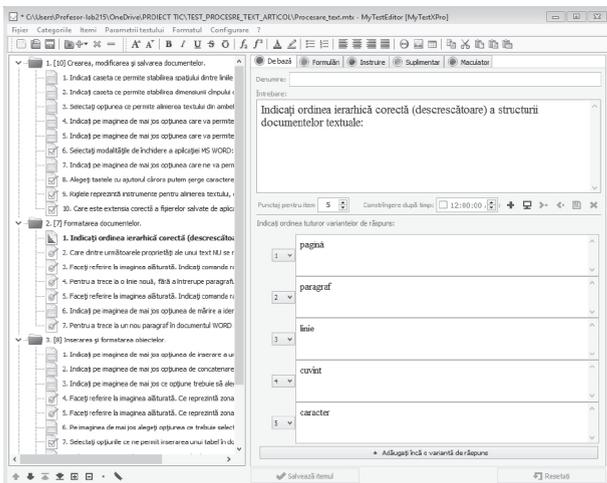 * C:\Users\Profesor-lab215\OneDrive\PROIECT TIC\TEST_PROCESRE_TEXT_ARTICOL\Procesare_text.mtx - MyTestEditor [MyTestXPro]
Fișier Categoriile Itemi Parametrii testului Formatul Configurare ?
1. [10] Crearea, modificarea și salvarea documentelor.
1. Indicați caseta ce permite stabilirea spațiului dintre linile
2. Indicați caseta ce permite stabilirea dimensiunii
3. Selectați opțiunea ce permite alinierea textului din ambel
4. Indicați pe imaginea de mai jos opțiunea care va permite
5. Indicați pe imaginea de mai jos opțiunea care va permite
6. Selectați modalitățile de închidere a aplicației MS WORD:
7. Indicați pe imaginea de mai jos opțiunea care ne va perm
8. Alegeți tastele cu ajutorul cărora putem șerge caractere
9. Riglele reprezintă instrumente pentru alinierea textului,
10. Care este extensia corectă a fișierelor salvate de aplica
2. [7] Formatarea documentelor.
1. Indicați ordinea ierarhică corectă (descrescătoa
2. Care dintre următoarele proprietăți ale unui text NU se r
3. Faceți referire la imaginea alăturată. Indicați comanda r
4. Pentru a trece la o linie nouă, fără a întrerupe paragraful
5. Faceți referire la imaginea alăturată. Indicați comanda r
6. Indicați pe imaginea de mai jos opțiunea de mărire a ider
7. Pentru a trece la un nou paragraf în documentul WORD
3. [8] Inserarea și formatarea obiectelor.
1. Indicați pe imaginea de mai jos opțiunea de inserare a u
2. Indicați pe imaginea de mai jos opțiunea de concatenare
3. Indicați pe imaginea de mai jos ce opțiune trebuie să ale
4. Faceți referire la imaginea alăturată. Ce reprezintă zona
5. Faceți referire la imaginea alăturată. Ce reprezintă zona
6. Pe imaginea de mai jos alegeți opțiunea ce trebuie select
7. Selectați opțiunile ce ne permit inserarea unui tabel în do
De bază Formulări Instruire Suplimentar Maculator
Denumire:
Întrebare:
Indicați ordinea ierarhică corectă (descrescătoare) a structurii
documentelor textuale:
Punctaj pentru item 5 Constrîngere după timp: 12:00:00
Indicați ordinea tuturor variantelor de răspuns:
1 pagină
2 paragraf
3 linie
4 cuvînt
5 caracter
+ Adăugați încă o variantă de răspuns
Salvează itemul Resetați